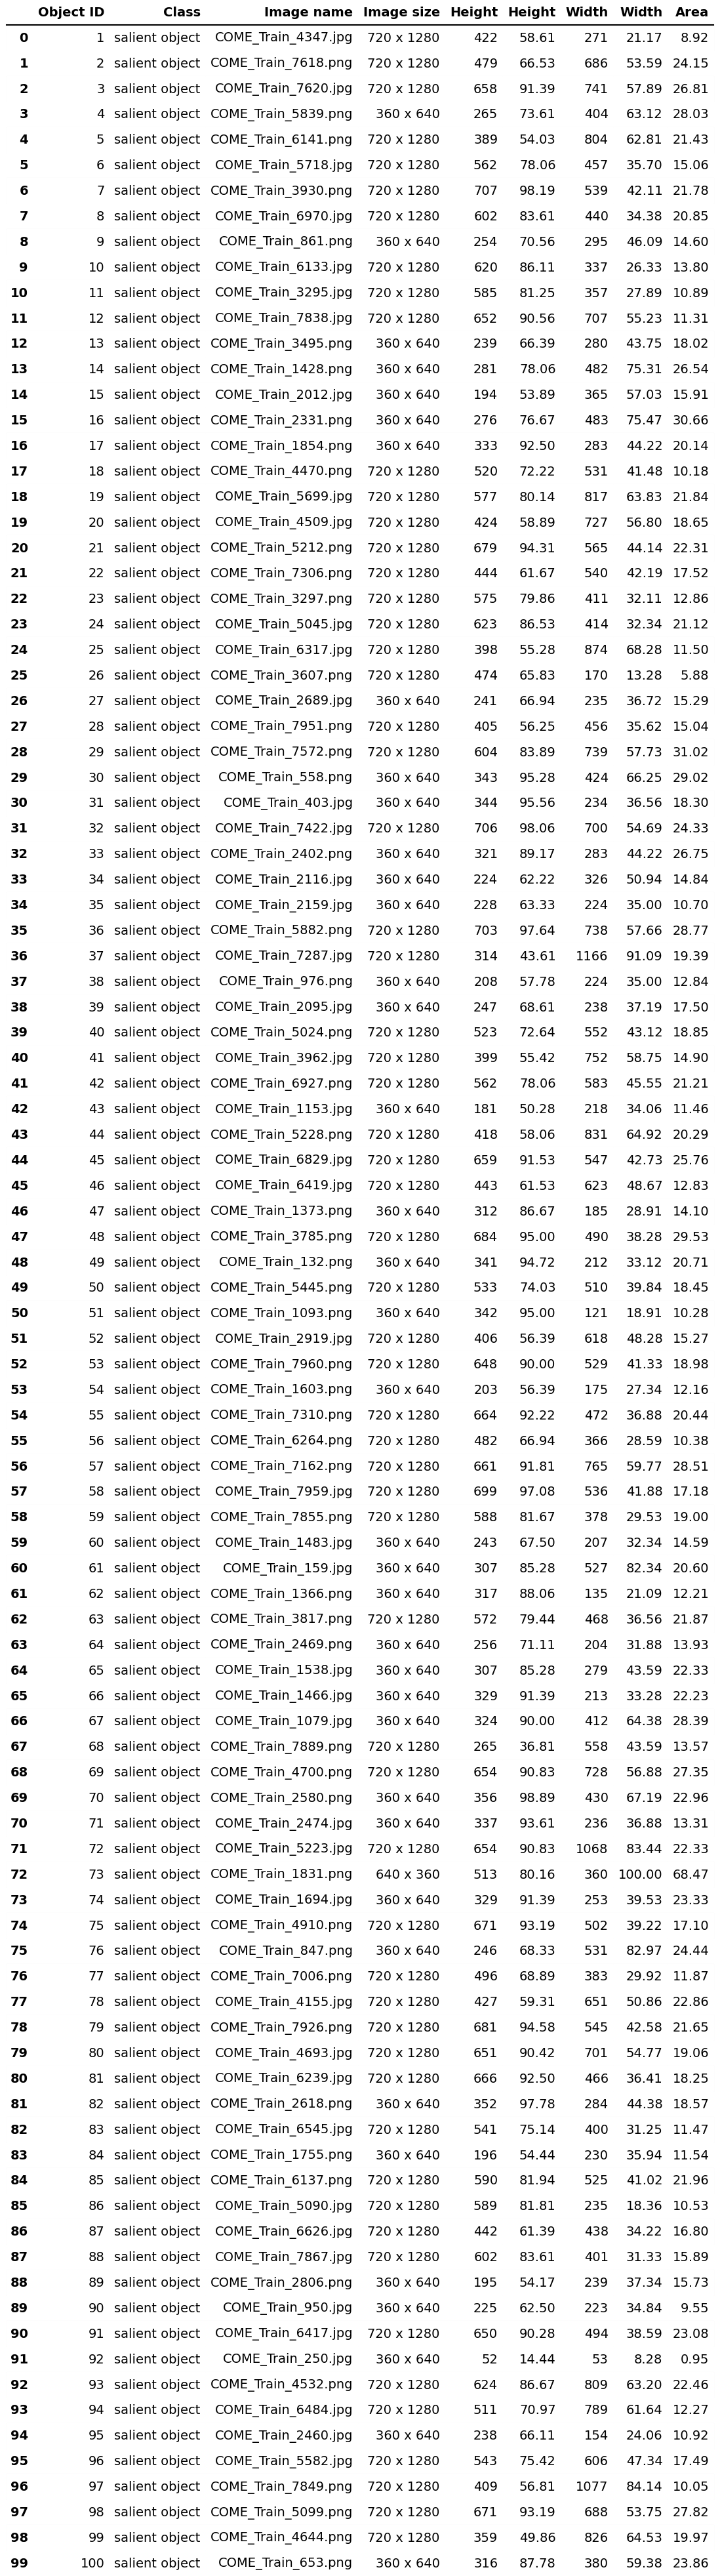 Object ID Class Image name Image size Height Height Width Width Area
0 1 salient object COME_Train_4347.jpg 720 x 1280 422 58.61 271 21.17 8.92
1 2 salient object COME_Train_7618.png 720 x 1280 479 66.53 686 53.59 24.15
2 3 salient object COME_Train_7620.jpg 720 x 1280 658 91.39 741 57.89 26.81
3 4 salient object COME_Train_5839.png 360 x 640 265 73.61 404 63.12 28.03
4 5 salient object COME_Train_6141.png 720 x 1280 389 54.03 804 62.81 21.43
5 6 salient object COME_Train_5718.jpg 720 x 1280 562 78.06 457 35.70 15.06
6 7 salient object COME_Train_3930.png 720 x 1280 707 98.19 539 42.11 21.78
7 8 salient object COME_Train_6970.jpg 720 x 1280 602 83.61 440 34.38 20.85
8 9 salient object COME_Train_861.png 360 x 640 254 70.56 295 46.09 14.60
9 10 salient object COME_Train_6133.jpg 720 x 1280 620 86.11 337 26.33 13.80
10 11 salient object COME_Train_3295.jpg 720 x 1280 585 81.25 357 27.89 10.89
11 12 salient object COME_Train_7838.png 720 x 1280 652 90.56 707 55.23 11.31
12 13 salient object COME_Train_3495.png 360 x 640 239 66.39 280 43.75 18.02
13 14 salient object COME_Train_1428.png 360 x 640 281 78.06 482 75.31 26.54
14 15 salient object COME_Train_2012.jpg 360 x 640 194 53.89 365 57.03 15.91
15 16 salient object COME_Train_2331.png 360 x 640 276 76.67 483 75.47 30.66
16 17 salient object COME_Train_1854.png 360 x 640 333 92.50 283 44.22 20.14
17 18 salient object COME_Train_4470.jpg 720 x 1280 520 72.22 531 41.48 10.18
18 19 salient object COME_Train_5699.jpg 720 x 1280 577 80.14 817 63.83 21.84
19 20 salient object COME_Train_4509.jpg 720 x 1280 424 58.89 727 56.80 18.65
20 21 salient object COME_Train_5212.png 720 x 1280 679 94.31 565 44.14 22.31
21 22 salient object COME_Train_7306.png 720 x 1280 444 61.67 540 42.19 17.52
22 23 salient object COME_Train_3297.png 720 x 1280 575 79.86 411 32.11 12.86
23 24 salient object COME_Train_5045.jpg 720 x 1280 623 86.53 414 32.34 21.12
24 25 salient object COME_Train_6317.jpg 720 x 1280 398 55.28 874 68.28 11.50
25 26 salient object COME_Train_3607.png 720 x 1280 474 65.83 170 13.28 5.88
26 27 salient object COME_Train_2689.jpg 360 x 640 241 66.94 235 36.72 15.29
27 28 salient object COME_Train_7951.png 720 x 1280 405 56.25 456 35.62 15.04
28 29 salient object COME_Train_7572.png 720 x 1280 604 83.89 739 57.73 31.02
29 30 salient object COME_Train_558.png 360 x 640 343 95.28 424 66.25 29.02
30 31 salient object COME_Train_403.jpg 360 x 640 344 95.56 234 36.56 18.30
31 32 salient object COME_Train_7422.jpg 720 x 1280 706 98.06 700 54.69 24.33
32 33 salient object COME_Train_2402.png 360 x 640 321 89.17 283 44.22 26.75
33 34 salient object COME_Train_2116.jpg 360 x 640 224 62.22 326 50.94 14.84
34 35 salient object COME_Train_2159.jpg 360 x 640 228 63.33 224 35.00 10.70
35 36 salient object COME_Train_5882.png 720 x 1280 703 97.64 738 57.66 28.77
36 37 salient object COME_Train_7287.jpg 720 x 1280 314 43.61 1166 91.09 19.39
37 38 salient object COME_Train_976.png 360 x 640 208 57.78 224 35.00 12.84
38 39 salient object COME_Train_2095.jpg 360 x 640 247 68.61 238 37.19 17.50
39 40 salient object COME_Train_5024.png 720 x 1280 523 72.64 552 43.12 18.85
40 41 salient object COME_Train_3962.jpg 720 x 1280 399 55.42 752 58.75 14.90
41 42 salient object COME_Train_6927.png 720 x 1280 562 78.06 583 45.55 21.21
42 43 salient object COME_Train_1153.jpg 360 x 640 181 50.28 218 34.06 11.46
43 44 salient object COME_Train_5228.png 720 x 1280 418 58.06 831 64.92 20.29
44 45 salient object COME_Train_6829.jpg 720 x 1280 659 91.53 547 42.73 25.76
45 46 salient object COME_Train_6419.jpg 720 x 1280 443 61.53 623 48.67 12.83
46 47 salient object COME_Train_1373.png 360 x 640 312 86.67 185 28.91 14.10
47 48 salient object COME_Train_3785.png 720 x 1280 684 95.00 490 38.28 29.53
48 49 salient object COME_Train_132.png 360 x 640 341 94.72 212 33.12 20.71
49 50 salient object COME_Train_5445.png 720 x 1280 533 74.03 510 39.84 18.45
50 51 salient object COME_Train_1093.png 360 x 640 342 95.00 121 18.91 10.28
51 52 salient object COME_Train_2919.jpg 720 x 1280 406 56.39 618 48.28 15.27
52 53 salient object COME_Train_7960.png 720 x 1280 648 90.00 529 41.33 18.98
53 54 salient object COME_Train_1603.png 360 x 640 203 56.39 175 27.34 12.16
54 55 salient object COME_Train_7310.png 720 x 1280 664 92.22 472 36.88 20.44
55 56 salient object COME_Train_6264.png 720 x 1280 482 66.94 366 28.59 10.38
56 57 salient object COME_Train_7162.png 720 x 1280 661 91.81 765 59.77 28.51
57 58 salient object COME_Train_7959.jpg 720 x 1280 699 97.08 536 41.88 17.18
58 59 salient object COME_Train_7855.png 720 x 1280 588 81.67 378 29.53 19.00
59 60 salient object COME_Train_1483.jpg 360 x 640 243 67.50 207 32.34 14.59
60 61 salient object COME_Train_159.jpg 360 x 640 307 85.28 527 82.34 20.60
61 62 salient object COME_Train_1366.png 360 x 640 317 88.06 135 21.09 12.21
62 63 salient object COME_Train_3817.png 720 x 1280 572 79.44 468 36.56 21.87
63 64 salient object COME_Train_2469.png 360 x 640 256 71.11 204 31.88 13.93
64 65 salient object COME_Train_1538.jpg 360 x 640 307 85.28 279 43.59 22.33
65 66 salient object COME_Train_1466.jpg 360 x 640 329 91.39 213 33.28 22.23
66 67 salient object COME_Train_1079.jpg 360 x 640 324 90.00 412 64.38 28.39
67 68 salient object COME_Train_7889.jpg 720 x 1280 265 36.81 558 43.59 13.57
68 69 salient object COME_Train_4700.png 720 x 1280 654 90.83 728 56.88 27.35
69 70 salient object COME_Train_2580.png 360 x 640 356 98.89 430 67.19 22.96
70 71 salient object COME_Train_2474.jpg 360 x 640 337 93.61 236 36.88 13.31
71 72 salient object COME_Train_5223.jpg 720 x 1280 654 90.83 1068 83.44 22.33
72 73 salient object COME_Train_1831.png 640 x 360 513 80.16 360 100.00 68.47
73 74 salient object COME_Train_1694.jpg 360 x 640 329 91.39 253 39.53 23.33
74 75 salient object COME_Train_4910.png 720 x 1280 671 93.19 502 39.22 17.10
75 76 salient object COME_Train_847.png 360 x 640 246 68.33 531 82.97 24.44
76 77 salient object COME_Train_7006.png 720 x 1280 496 68.89 383 29.92 11.87
77 78 salient object COME_Train_4155.jpg 720 x 1280 427 59.31 651 50.86 22.86
78 79 salient object COME_Train_7926.png 720 x 1280 681 94.58 545 42.58 21.65
79 80 salient object COME_Train_4693.jpg 720 x 1280 651 90.42 701 54.77 19.06
80 81 salient object COME_Train_6239.jpg 720 x 1280 666 92.50 466 36.41 18.25
81 82 salient object COME_Train_2618.png 360 x 640 352 97.78 284 44.38 18.57
82 83 salient object COME_Train_6545.jpg 720 x 1280 541 75.14 400 31.25 11.47
83 84 salient object COME_Train_1755.png 360 x 640 196 54.44 230 35.94 11.54
84 85 salient object COME_Train_6137.png 720 x 1280 590 81.94 525 41.02 21.96
85 86 salient object COME_Train_5090.jpg 720 x 1280 589 81.81 235 18.36 10.53
86 87 salient object COME_Train_6626.jpg 720 x 1280 442 61.39 438 34.22 16.80
87 88 salient object COME_Train_7867.jpg 720 x 1280 602 83.61 401 31.33 15.89
88 89 salient object COME_Train_2806.png 360 x 640 195 54.17 239 37.34 15.73
89 90 salient object COME_Train_950.jpg 360 x 640 225 62.50 223 34.84 9.55
90 91 salient object COME_Train_6417.jpg 720 x 1280 650 90.28 494 38.59 23.08
91 92 salient object COME_Train_250.jpg 360 x 640 52 14.44 53 8.28 0.95
92 93 salient object COME_Train_4532.png 720 x 1280 624 86.67 809 63.20 22.46
93 94 salient object COME_Train_6484.jpg 720 x 1280 511 70.97 789 61.64 12.27
94 95 salient object COME_Train_2460.jpg 360 x 640 238 66.11 154 24.06 10.92
95 96 salient object COME_Train_5582.jpg 720 x 1280 543 75.42 606 47.34 17.49
96 97 salient object COME_Train_7849.png 720 x 1280 409 56.81 1077 84.14 10.05
97 98 salient object COME_Train_5099.jpg 720 x 1280 671 93.19 688 53.75 27.82
98 99 salient object COME_Train_4644.png 720 x 1280 359 49.86 826 64.53 19.97
99 100 salient object COME_Train_653.png 360 x 640 316 87.78 380 59.38 23.86